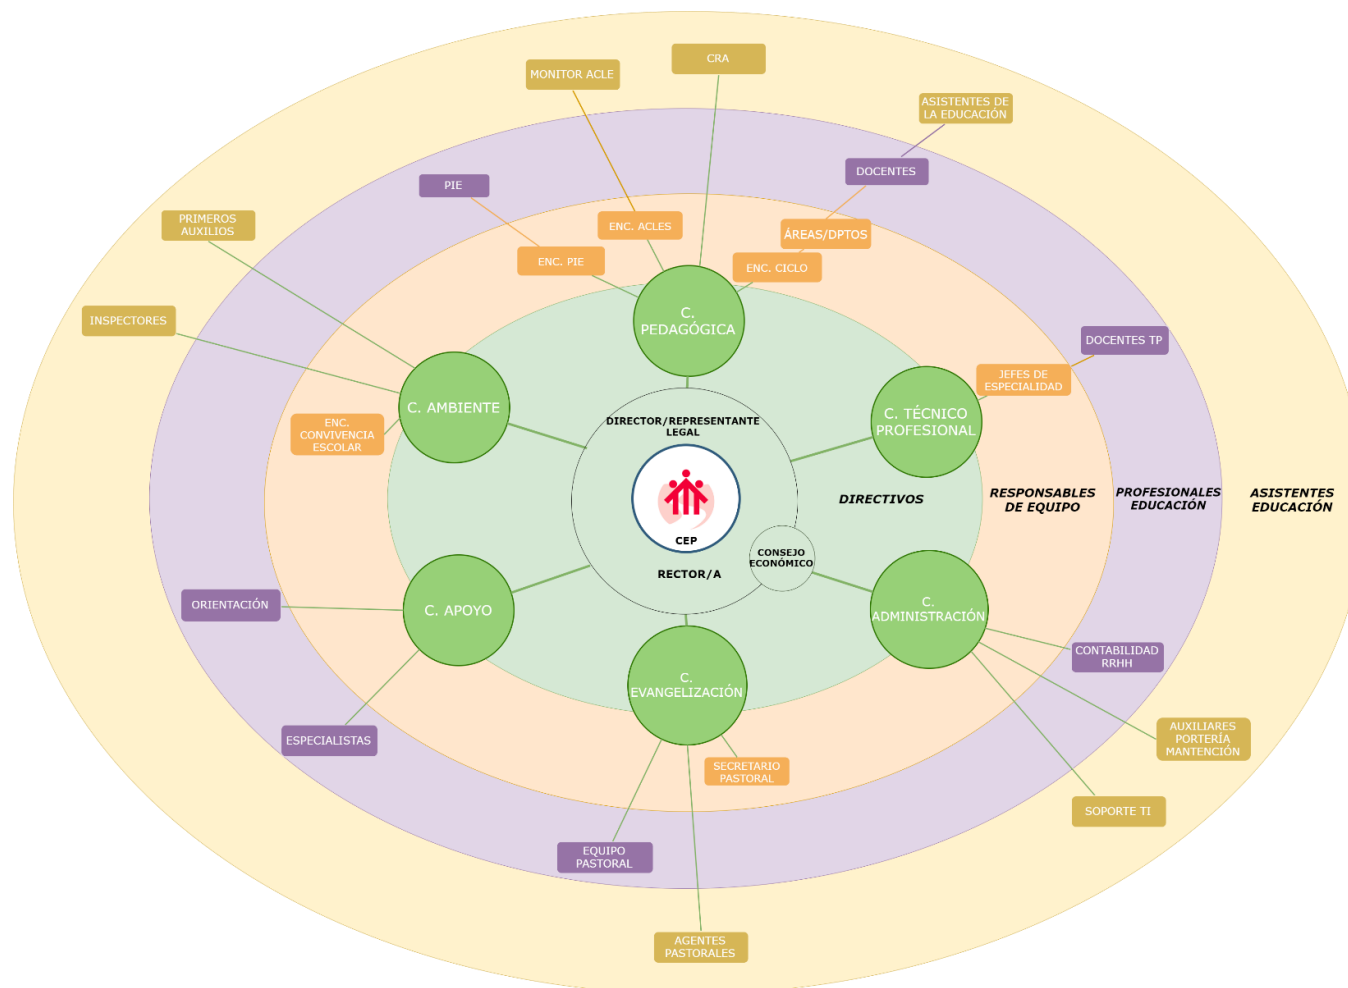 CRA
MONITOR ACLE
ASISTENTES DE
LA EDUCACIÓN
DOCENTES
PIE
PRIMEROS
AUXILIOS
ENC. ACLES
ÁREAS/DPTOS
ENC. PIE
ENC. CICLO
INSPECTORES
C.
PEDAGÓGICA
DOCENTES TP
JEFES DE
ESPECIALIDAD
C. AMBIENTE
C. TÉCNICO
PROFESIONAL
ENC.
CONVIVENCIA
ESCOLAR
DIRECTOR/REPRESENTANTE
LEGAL
CEP
RECTOR/A
CONSEJO
ECONÓMICO
DIRECTIVOS
RESPONSABLES
DE EQUIPO
PROFESIONALES
EDUCACIÓN
ASISTENTES
EDUCACIÓN
ORIENTACIÓN
C. APOYO
C.
ADMINISTRACIÓN
C.
EVANGELIZACIÓN
CONTABILIDAD
RRHH
ESPECIALISTAS
AUXILIARES
PORTERÍA
MANTENCIÓN
SECRETARIO
PASTORAL
SOPORTE TI
EQUIPO
PASTORAL
AGENTES
PASTORALES